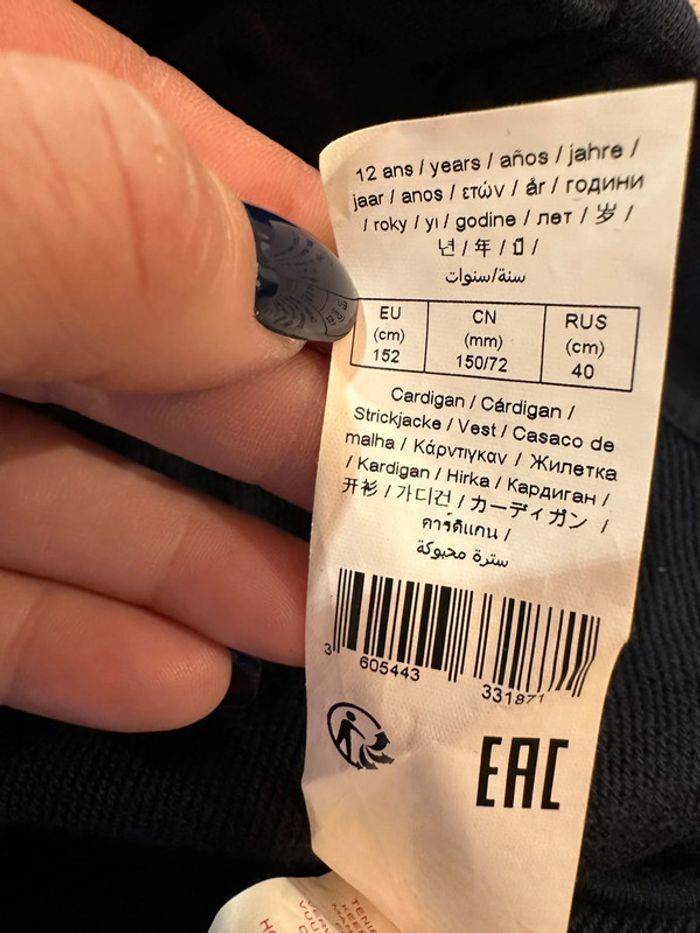 12 ans / years / años / jahre /
jaar / anos / ετών / år / години
/ roky / yı / godine / лет / 岁 /
년 / 年 / ปี /
سنة/سنوات
EU CN RUS
(cm) (mm) (cm)
152 150/72 40
Cardigan / Cárdigan /
Strickjacke / Vest / Casaco de
malha / Κάρντιγκαν / Жилетка
/ Kardigan / Hirka / Кардиган /
开衫 / 가디건 / カーディガン /
คาร์ดิแกน /
سترة محبوكة
3 605443 331871
EAC